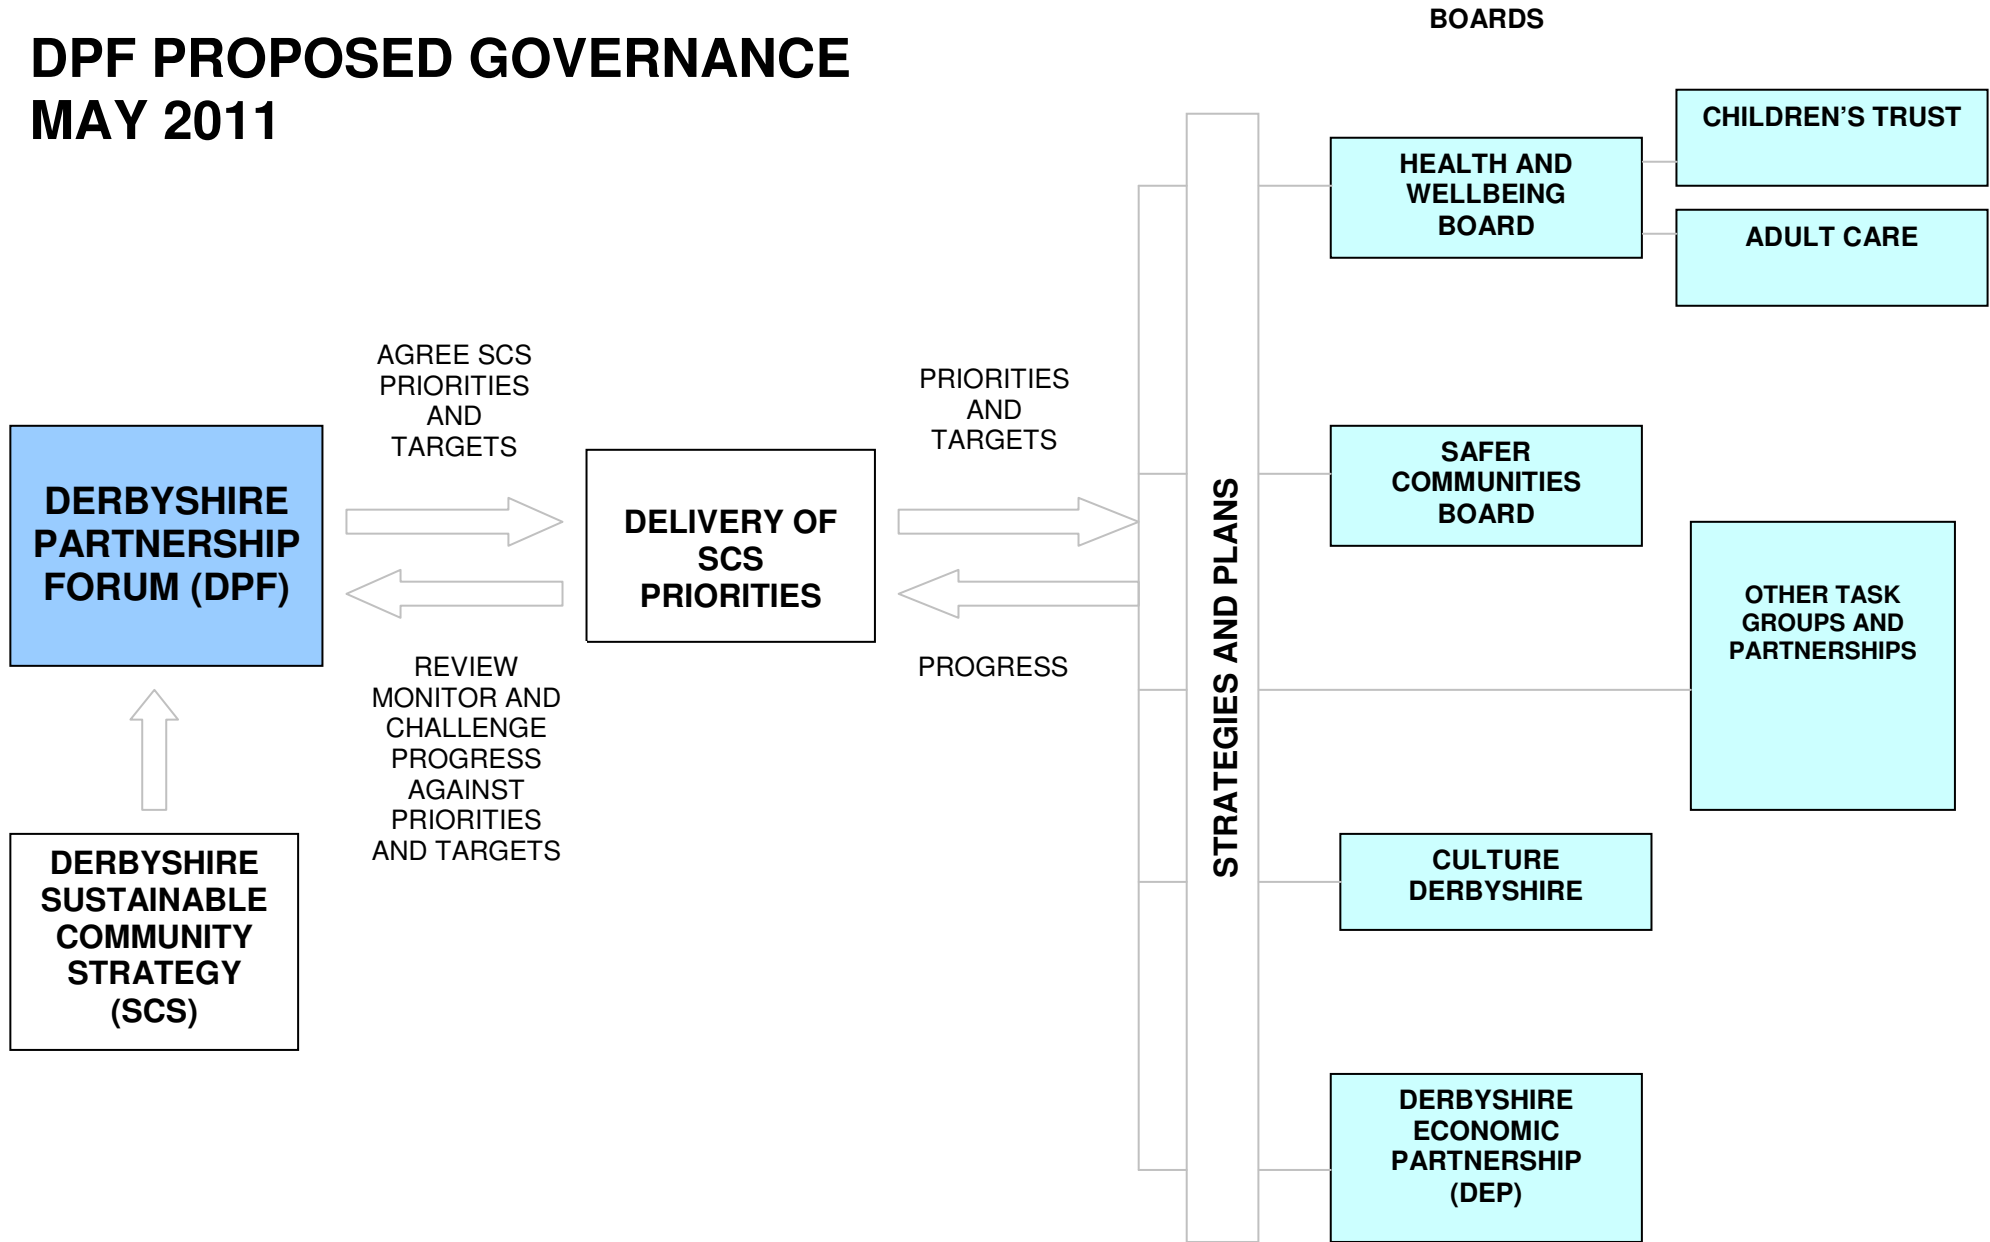 BOARDS
DPF PROPOSED GOVERNANCE
MAY 2011
CHILDREN'S TRUST
HEALTH AND
WELLBEING
BOARD
ADULT CARE
AGREE SCS
PRIORITIES
AND
TARGETS
PRIORITIES
AND
TARGETS
DERBYSHIRE
PARTNERSHIP
FORUM (DPF)
DELIVERY OF
SCS
PRIORITIES
STRATEGIES AND PLANS
SAFER
COMMUNITIES
BOARD
OTHER TASK
GROUPS AND
PARTNERSHIPS
REVIEW
MONITOR AND
CHALLENGE
PROGRESS
AGAINST
PRIORITIES
AND TARGETS
PROGRESS
DERBYSHIRE
SUSTAINABLE
COMMUNITY
STRATEGY
(SCS)
CULTURE
DERBYSHIRE
DERBYSHIRE
ECONOMIC
PARTNERSHIP
(DEP)